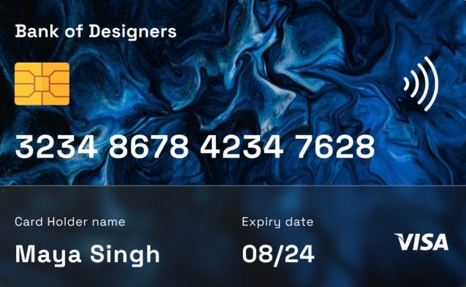 Bank of Designers
3234 8678 4234 7628
Card Holder name
Expiry date
Maya Singh
08/24
VISA